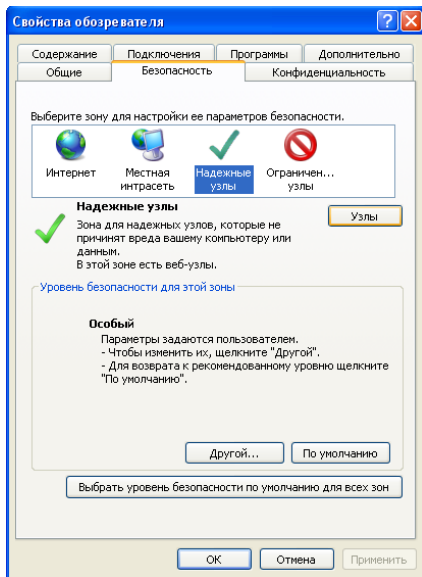 Свойства обозревателя
Содержание Подключения Программы Дополнительно
Общие Безопасность Конфиденциальность
Выберите зону для настройки ее параметров безопасности.
Интернет Местная интрасеть Надежные узлы Ограничен... узлы
Надежные узлы
Узлы
Зона для надежных узлов, которые не
причинят вреда вашему компьютеру или
данным.
В этой зоне есть веб-узлы.
Уровень безопасности для этой зоны
Особый
Параметры задаются пользователем.
- Чтобы изменить их, щелкните "Другой".
- Для возврата к рекомендованному уровню щелкните
"По умолчанию".
Другой... По умолчанию
Выбрать уровень безопасности по умолчанию для всех зон
ОК Отмена Применить